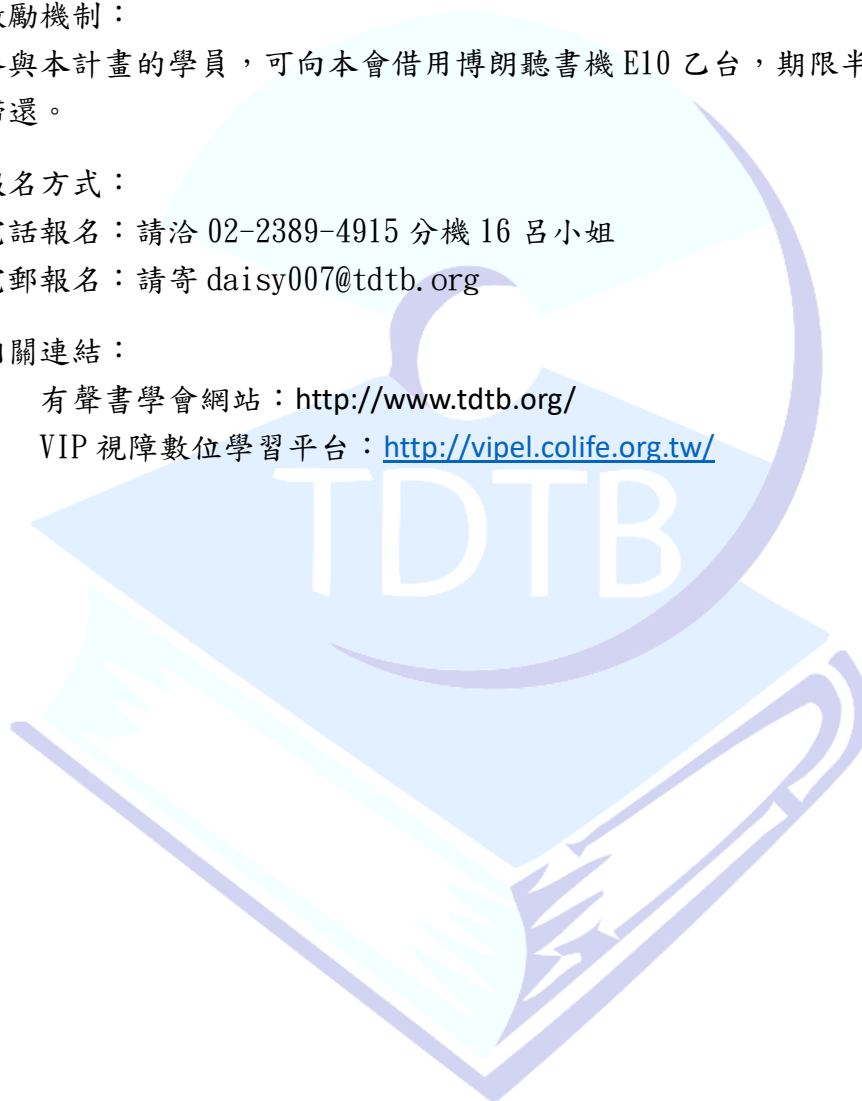 勵機制：
與本計畫的學員，可向本會借用博朗聽書機 E10 乙台，期限半
還。
名方式：
話報名：請洽 02-2389-4915 分機 16 呂小姐
郵報名：請寄 daisy007@tdtb.org
關連結：
有聲書學會網站：http://www.tdtb.org/
VIP 視障數位學習平台：http://vipel.colife.org.tw/
TDTB